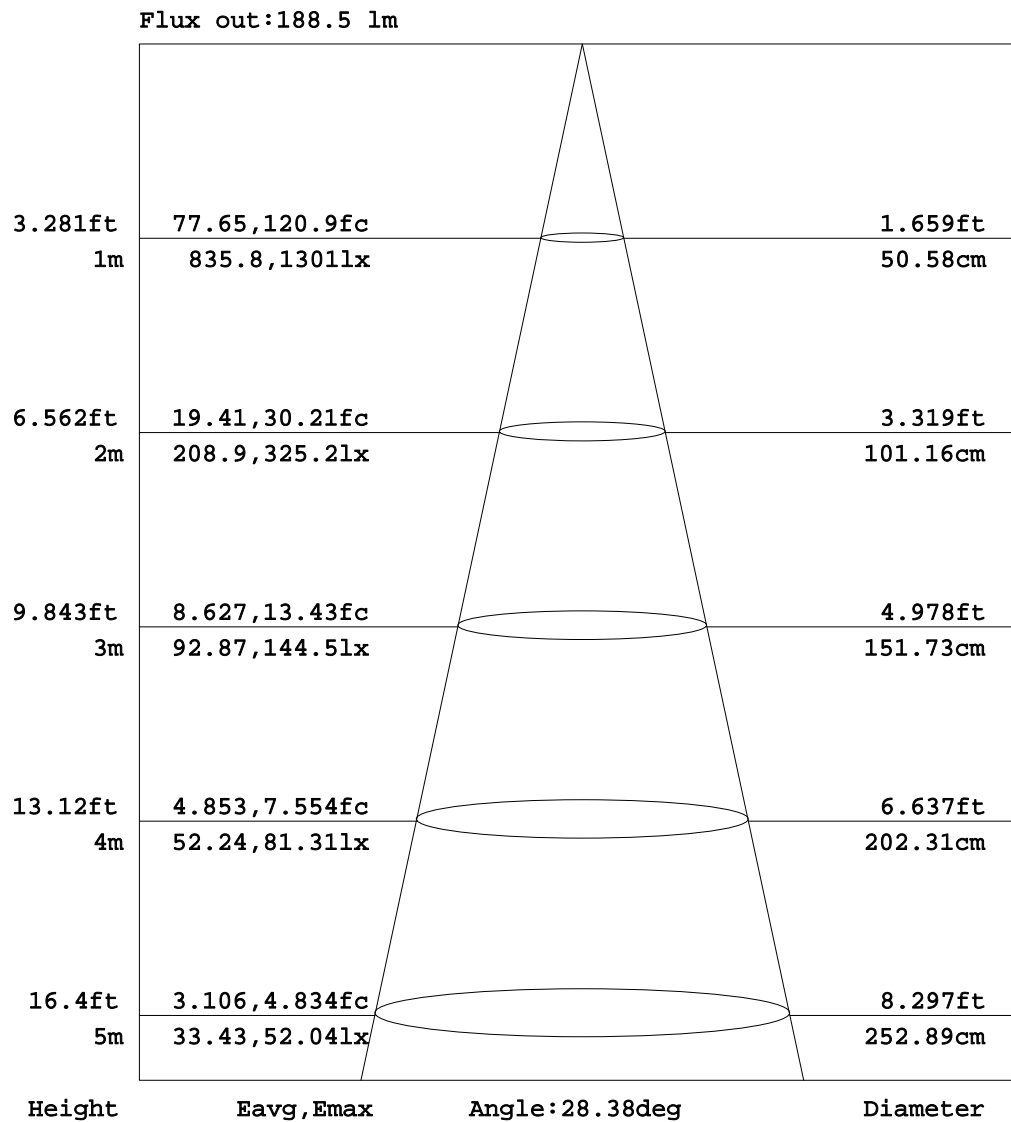 Flux out:188.5 lm
3.281ft 77.65,120.9fc 1.659ft
1m 835.8,1301lx 50.58cm
6.562ft 19.41,30.21fc 3.319ft
2m 208.9,325.2lx 101.16cm
9.843ft 8.627,13.43fc 4.978ft
3m 92.87,144.5lx 151.73cm
13.12ft 4.853,7.554fc 6.637ft
4m 52.24,81.31lx 202.31cm
16.4ft 3.106,4.834fc 8.297ft
5m 33.43,52.04lx 252.89cm
Height Eavg,Emax Angle:28.38deg Diameter